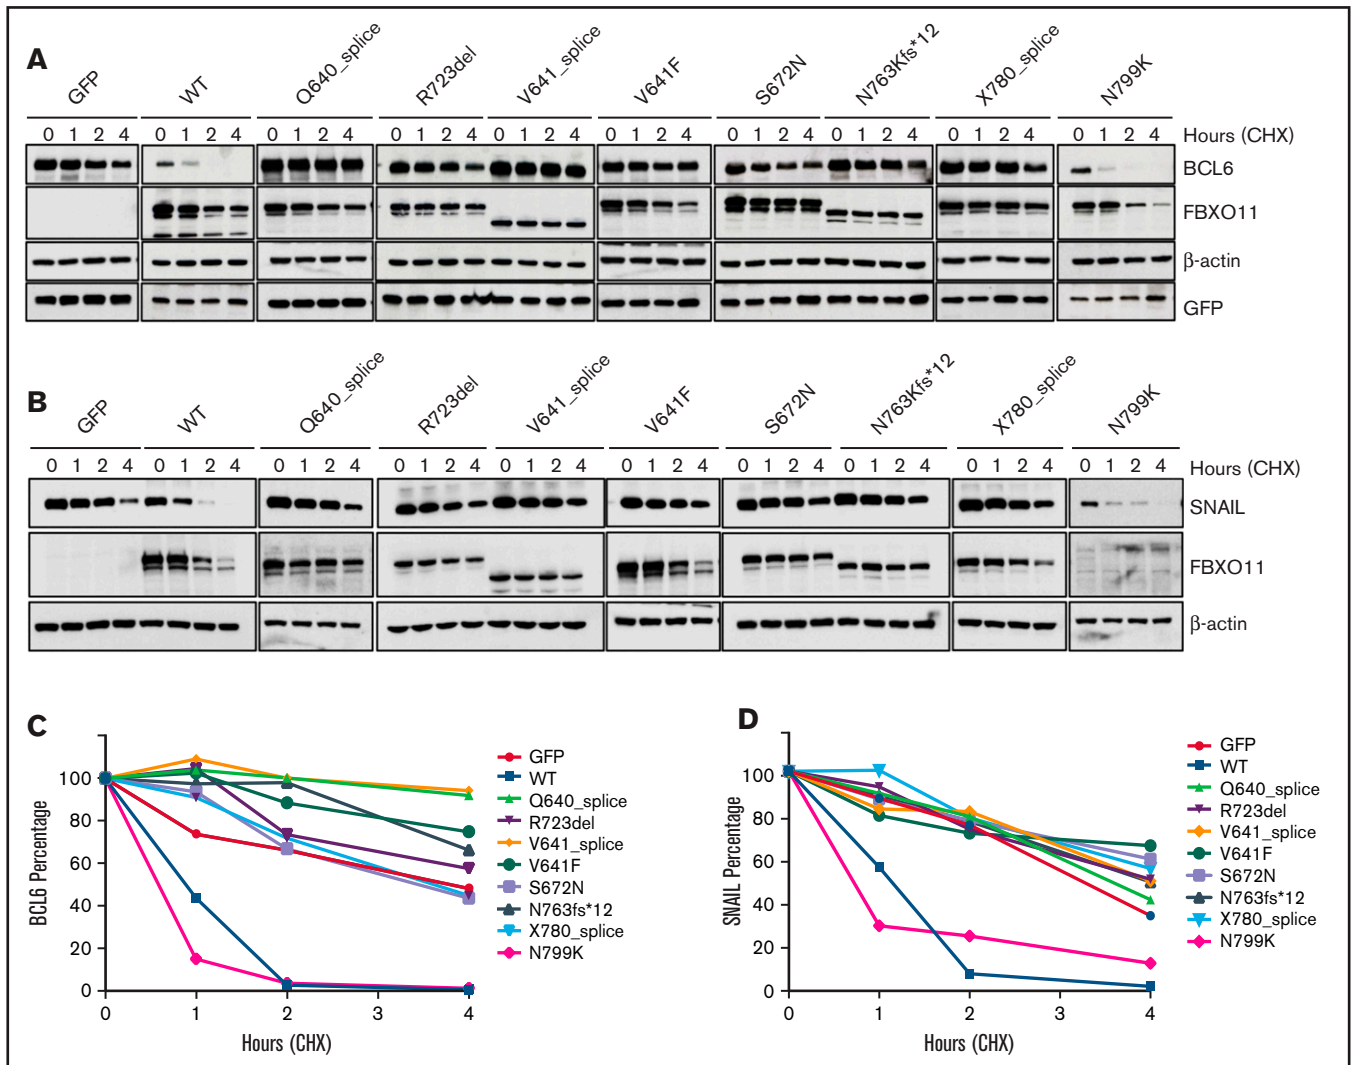 A
GFP WT Q640_splice R723del V641_splice V641F S672N N763Kfs*12 X780_splice N799K
0 1 2 4 0 1 2 4 0 1 2 4 0 1 2 4 0 1 2 4 0 1 2 4 0 1 2 4 0 1 2 4 0 1 2 4 0 1 2 4 Hours (CHX)
BCL6
FBXO11
β-actin
GFP
B
GFP WT Q640_splice R723del V641_splice V641F S672N N763Kfs*12 X780_splice N799K
0 1 2 4 0 1 2 4 0 1 2 4 0 1 2 4 0 1 2 4 0 1 2 4 0 1 2 4 0 1 2 4 0 1 2 4 0 1 2 4 Hours (CHX)
SNAIL
FBXO11
β-actin
C
BCL6 Percentage
100
80
60
40
20
0
0 1 2 3 4
Hours (CHX)
GFP
WT
Q640_splice
R723del
V641_splice
V641F
S672N
N763fs*12
X780_splice
N799K
D
SNAIL Percentage
100
80
60
40
20
0
0 1 2 3 4
Hours (CHX)
GFP
WT
Q640_splice
R723del
V641_splice
V641F
S672N
N763fs*12
X780_splice
N799K